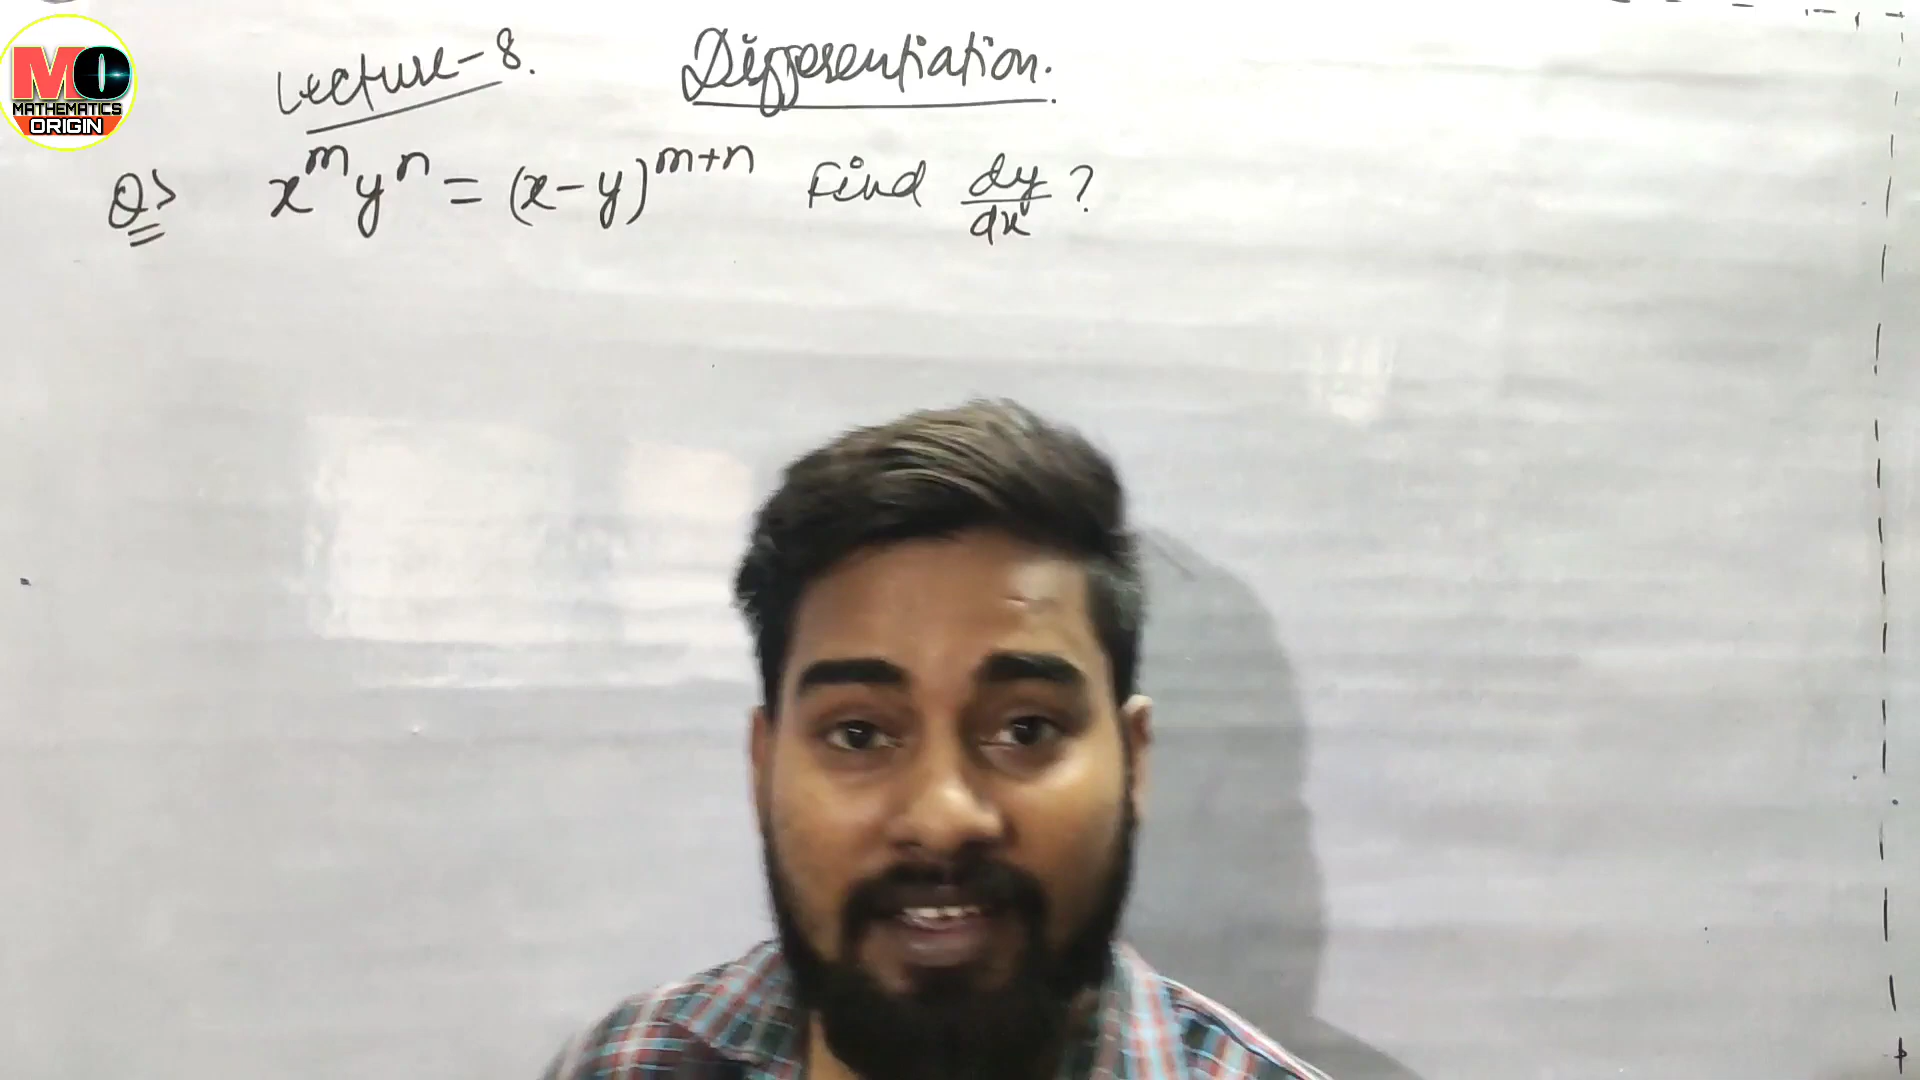 MO
MATHEMATICS
ORIGIN
Lecture-8.
Differentiation.
Q> x^m y^n = (x-y)^{m+n} Find dy/dx ?